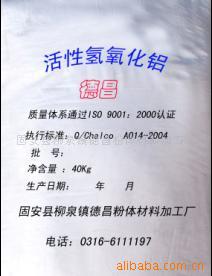 活性氢氧化铝
德昌
质量体系通过ISO 9001：2000认证
执行标准：Q/Chalco A014-2004
批 号：
净含量：40Kg
生产日期： 年 月
固安县柳泉镇德昌粉体材料加工厂
电话：0316-6111197
alibaba.com.cn